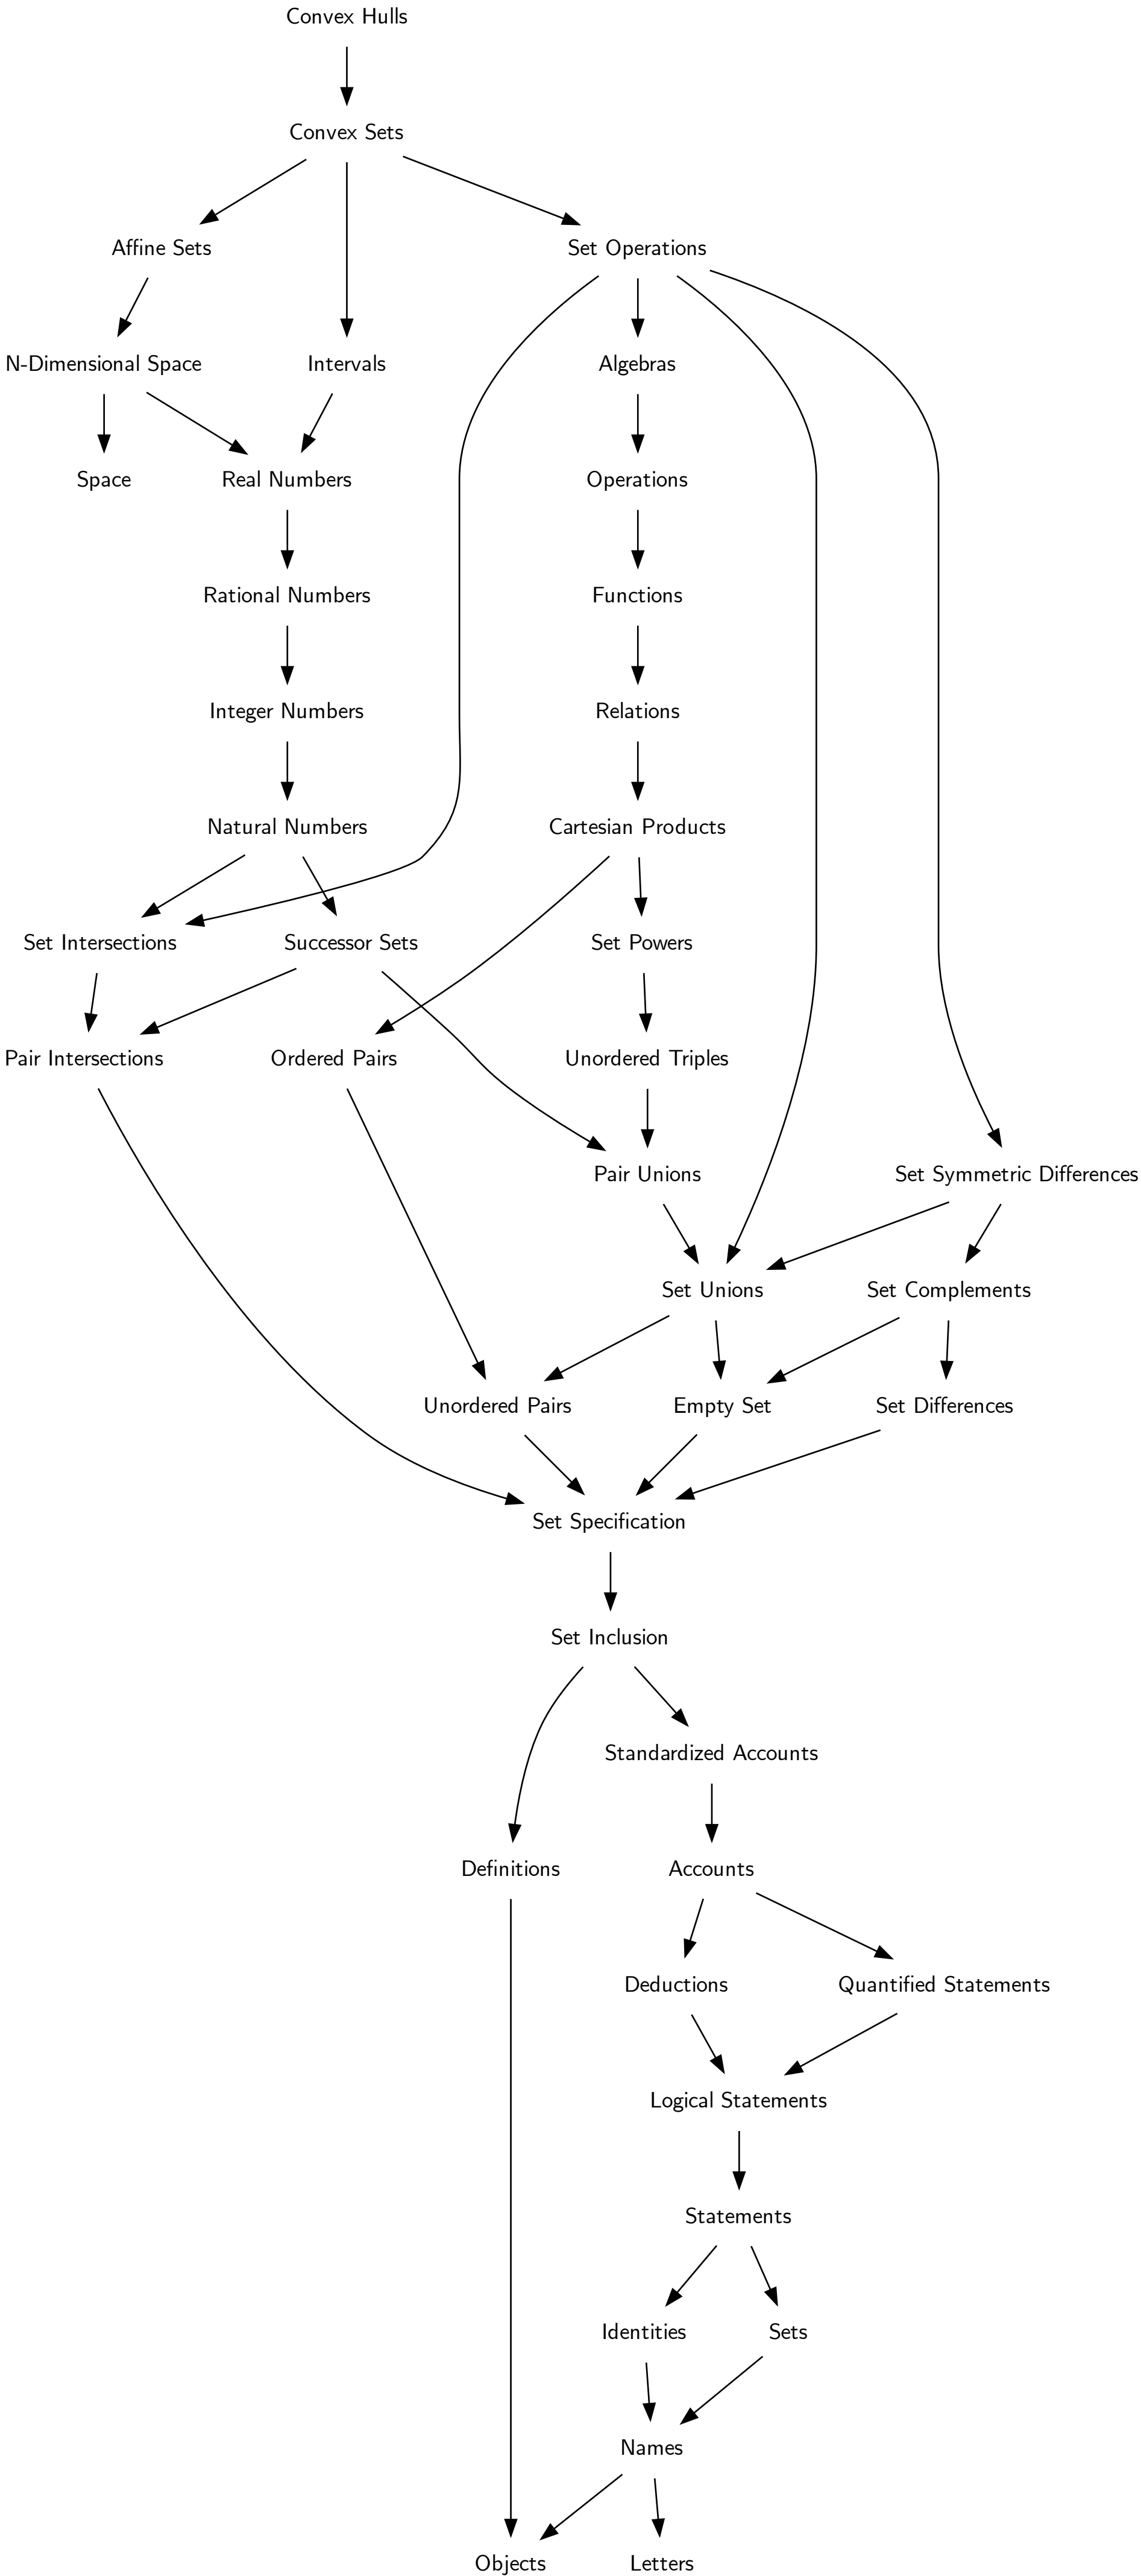 Convex Hulls
Convex Sets
Affine Sets
Set Operations
N-Dimensional Space
Intervals
Algebras
Space
Real Numbers
Operations
Rational Numbers
Functions
Integer Numbers
Relations
Natural Numbers
Cartesian Products
Set Intersections
Successor Sets
Set Powers
Pair Intersections
Ordered Pairs
Unordered Triples
Pair Unions
Set Symmetric Differences
Set Unions
Set Complements
Unordered Pairs
Empty Set
Set Differences
Set Specification
Set Inclusion
Standardized Accounts
Definitions
Accounts
Deductions
Quantified Statements
Logical Statements
Statements
Identities
Sets
Names
Objects
Letters